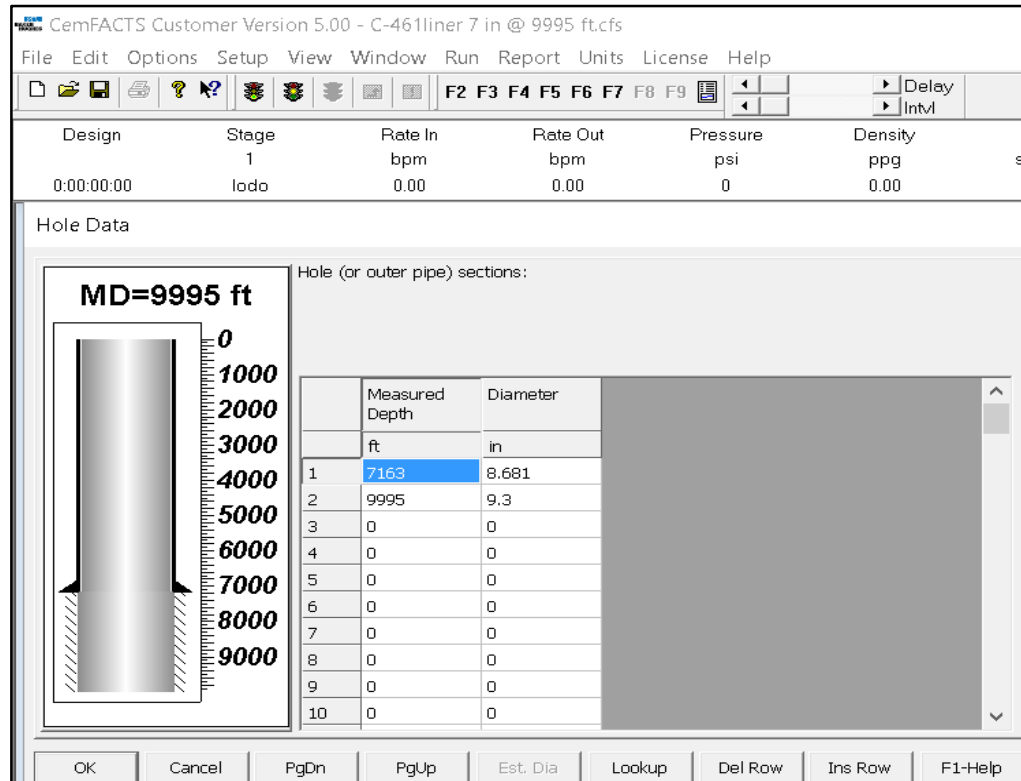 CemFACTS Customer Version 5.00 - C-461liner 7 in @ 9995 ft.cfs
File Edit Options Setup View Window Run Report Units License Help
F2 F3 F4 F5 F6 F7 F8 F9 Delay
Intvl
Design Stage Rate In Rate Out Pressure Density
1 bpm bpm psi ppg s
0:00:00:00 lodo 0.00 0.00 0 0.00
Hole Data
Hole (or outer pipe) sections:
MD=9995 ft
0
1000
2000
3000
4000
5000
6000
7000
8000
9000
Measured Depth Diameter
ft in
1 7163 8.681
2 9995 9.3
3 0 0
4 0 0
5 0 0
6 0 0
7 0 0
8 0 0
9 0 0
10 0 0
OK Cancel PgDn PgUp Est. Dia Lookup Del Row Ins Row F1-Help